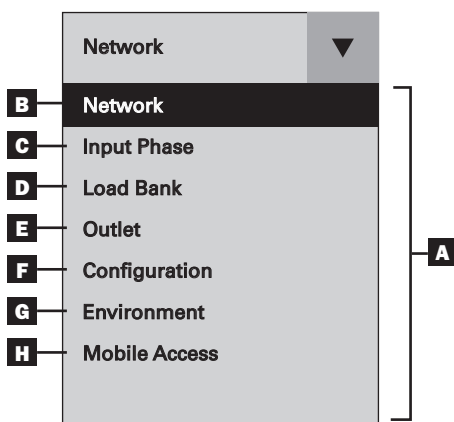 Network ▼
B Network
C Input Phase
D Load Bank
E Outlet
F Configuration
G Environment
H Mobile Access
A